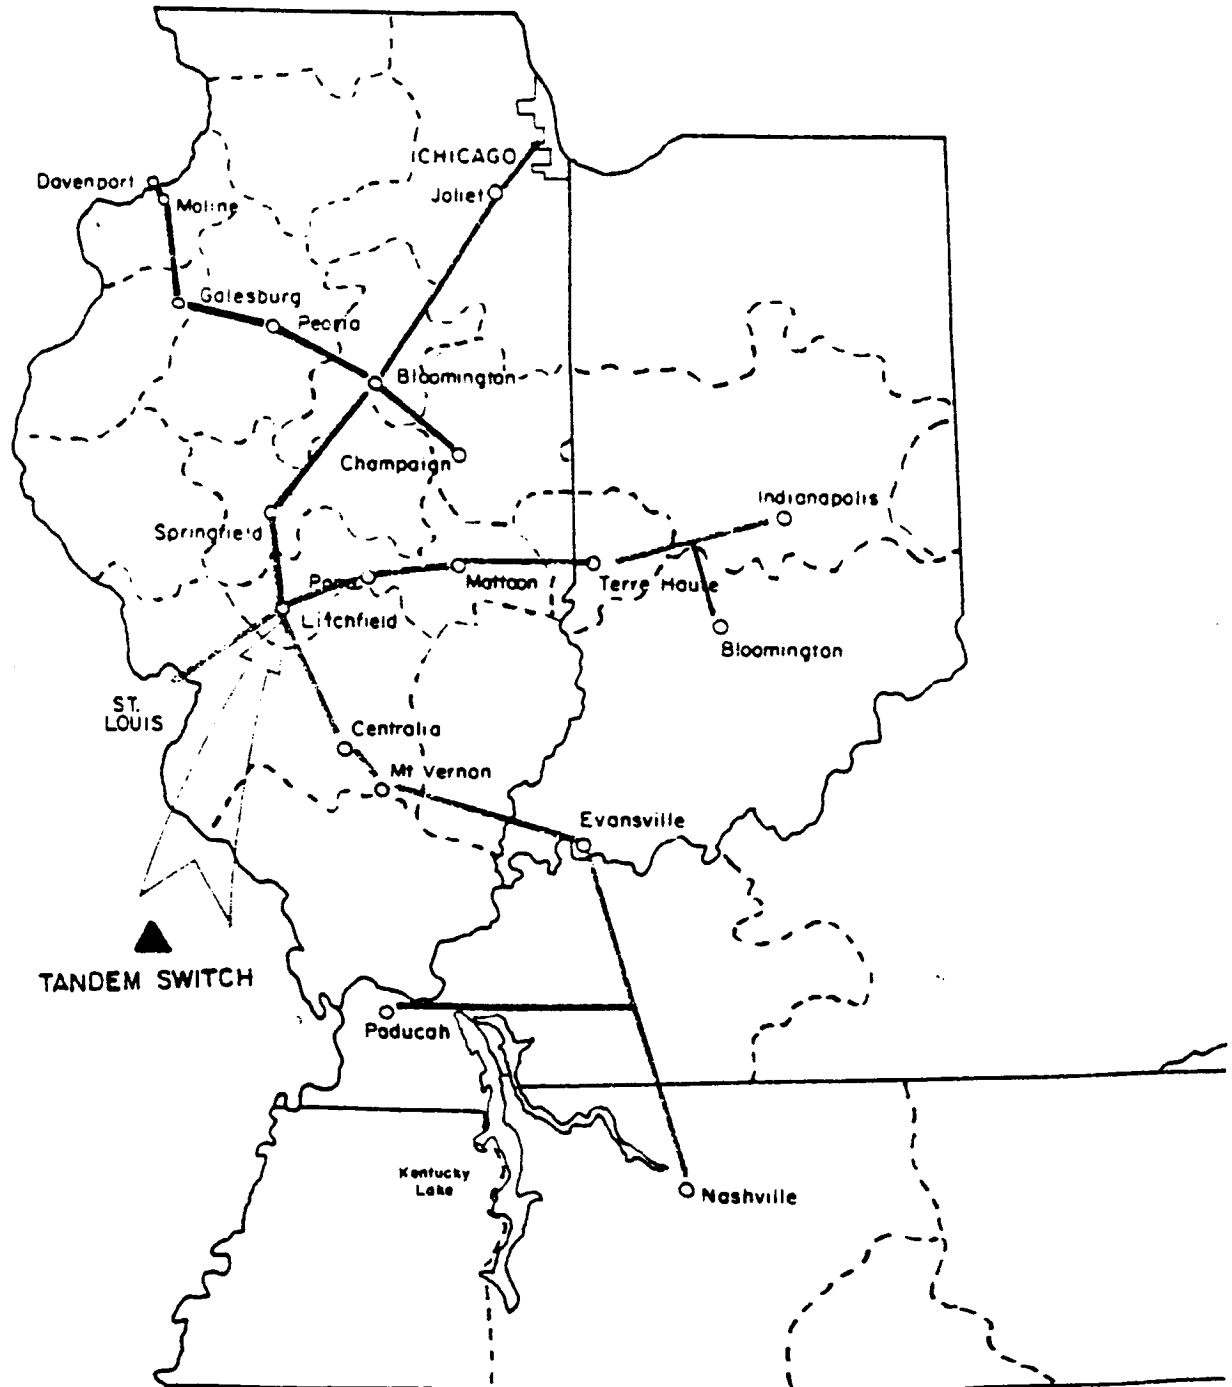 CHICAGO
Davenport
Joliet
Moline
Galesburg
Peoria
Bloomington
Champaign
Indianapolis
Springfield
Pana
Mattoon
Terre Haute
Litchfield
Bloomington
ST.
LOUIS
Centralia
Mt Vernon
Evansville
TANDEM SWITCH
Paducah
Kentucky
Lake
Nashville